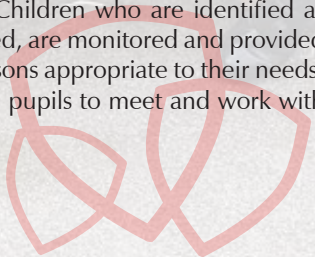 Children who are identified a
ed, are monitored and provided
sons appropriate to their needs
pupils to meet and work with